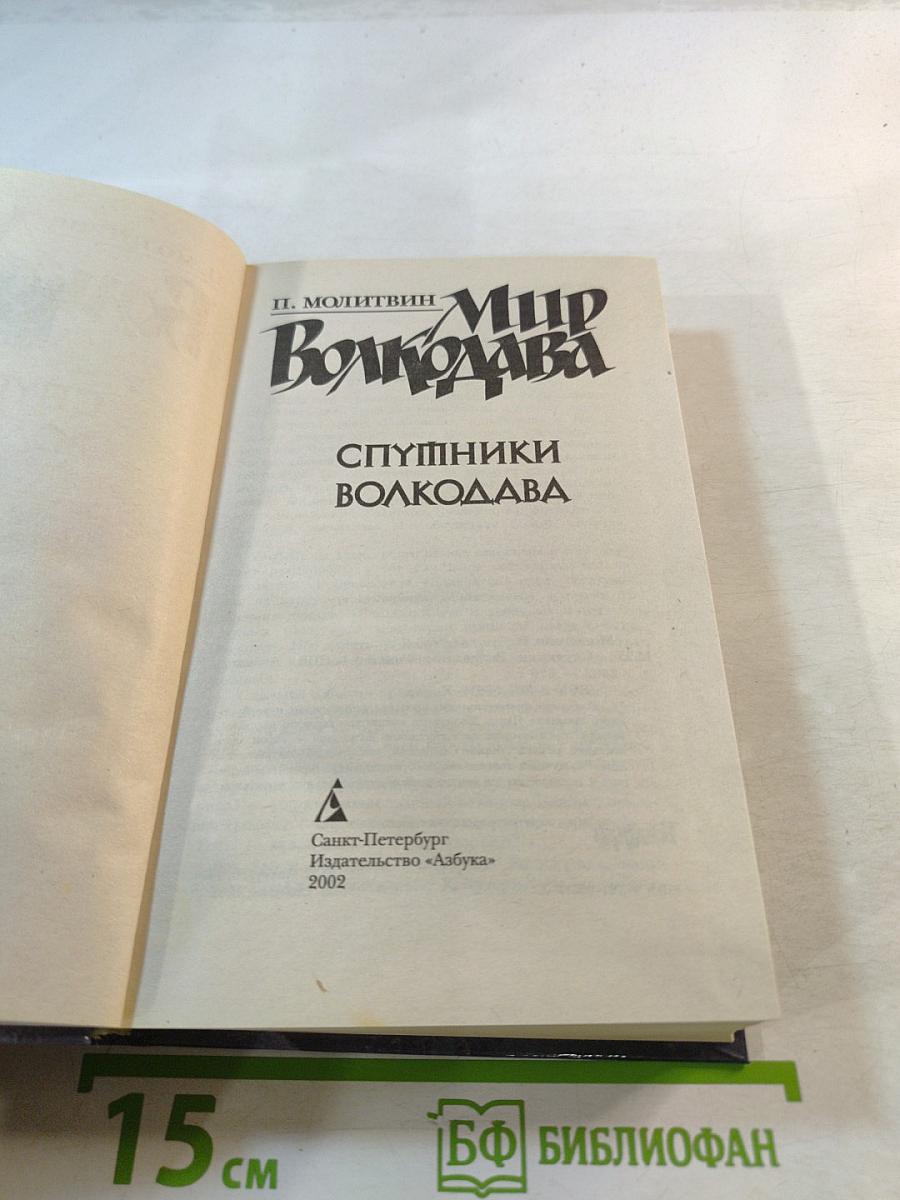 П. МОЛИТВИН Мир
Волкодава
СПУТНИКИ
ВОЛКОДАВА
Санкт-Петербург
Издательство «Азбука»
2002
15 см
БФ БИБЛИОФАН